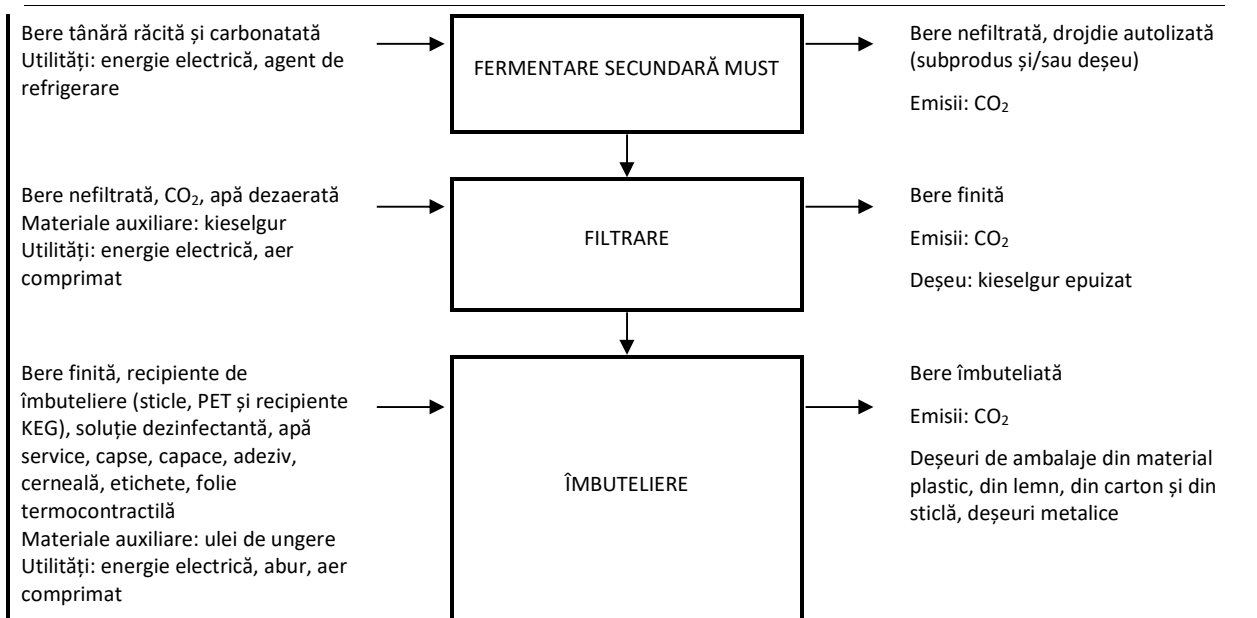 Bere tânără răcită și carbonatată
Utilități: energie electrică, agent de
refrigerare
FERMENTARE SECUNDARĂ MUST
Bere nefiltrată, drojdie autolizată
(subprodus și/sau deșeu)
Emisii: CO₂
Bere nefiltrată, CO₂, apă dezaerată
Materiale auxiliare: kieselgur
Utilități: energie electrică, aer
comprimat
FILTRARE
Bere finită
Emisii: CO₂
Deșeu: kieselgur epuizat
Bere finită, recipiente de
îmbuteliere (sticle, PET și recipiente
KEG), soluție dezinfectantă, apă
service, capse, capace, adeziv,
cerneală, etichete, folie
termocontractilă
Materiale auxiliare: ulei de ungere
Utilități: energie electrică, abur, aer
comprimat
ÎMBUTELIERE
Bere îmbuteliată
Emisii: CO₂
Deșeuri de ambalaje din material
plastic, din lemn, din carton și din
sticlă, deșeuri metalice